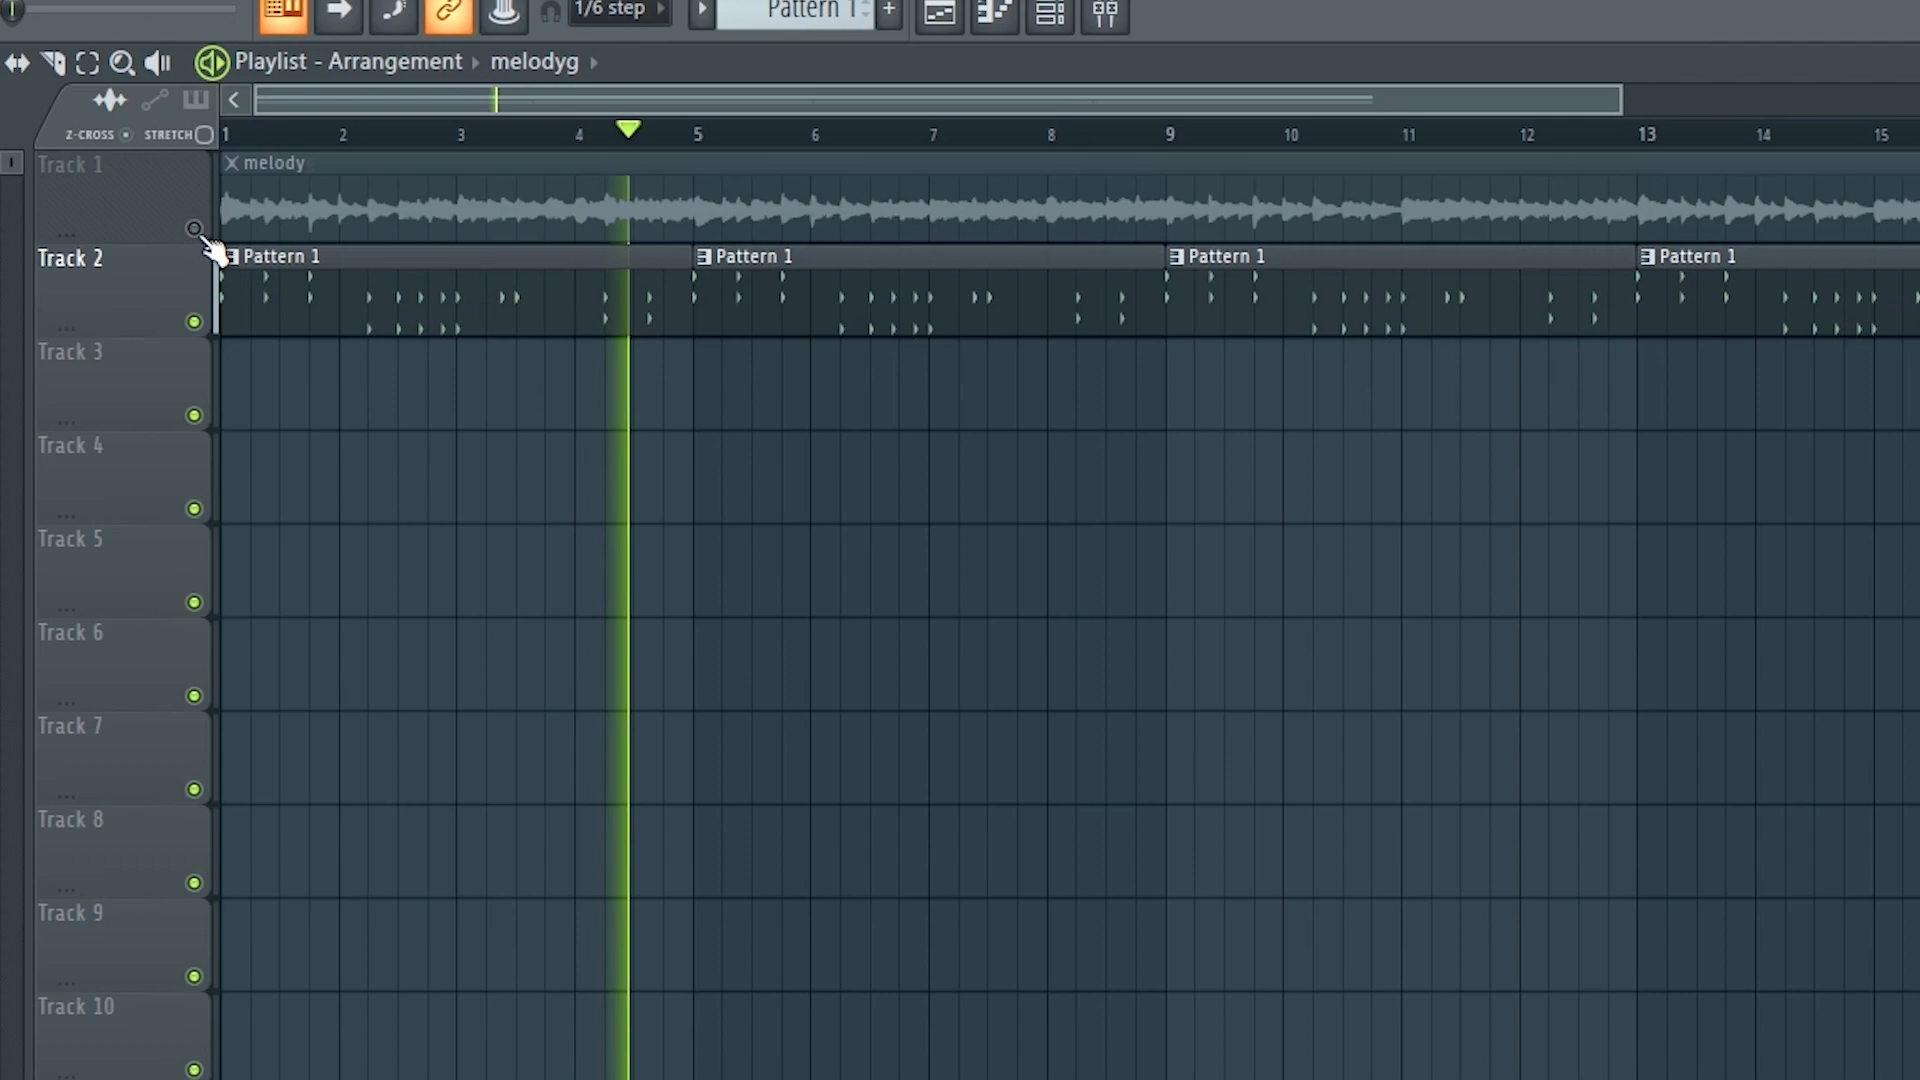 1/6 step
Pattern 1
+
Playlist - Arrangement › melodyg ›
Z-CROSS STRETCH
1 2 3 4 5 6 7 8 9 10 11 12 13 14 15
Track 1
melody
Track 2
Pattern 1 Pattern 1 Pattern 1 Pattern 1
Track 3
Track 4
Track 5
Track 6
Track 7
Track 8
Track 9
Track 10